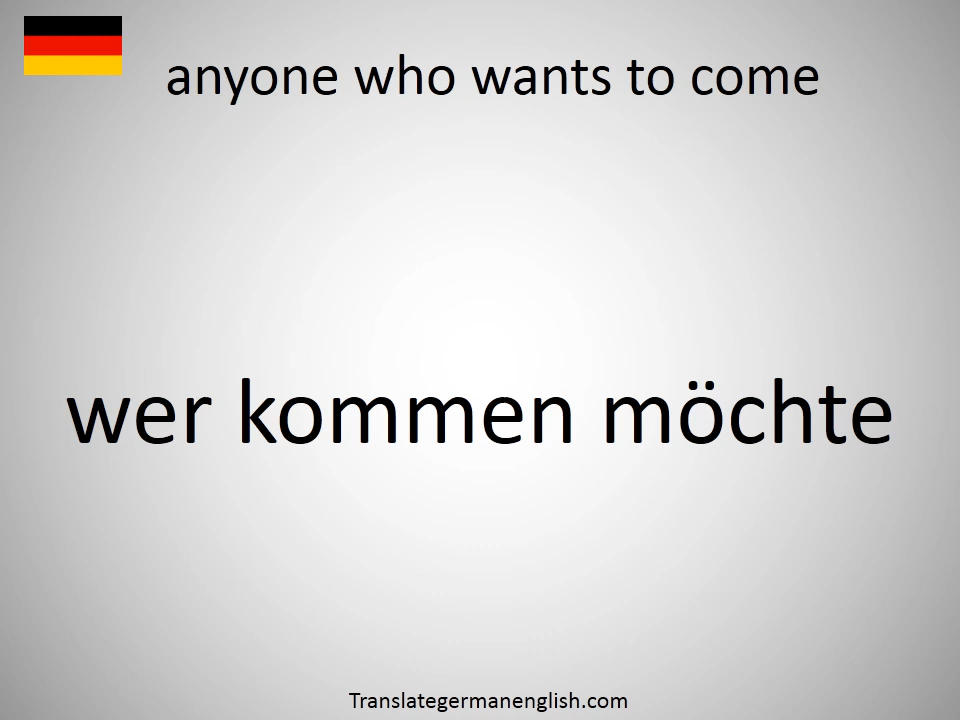 anyone who wants to come
wer kommen möchte
Translategermanenglish.com